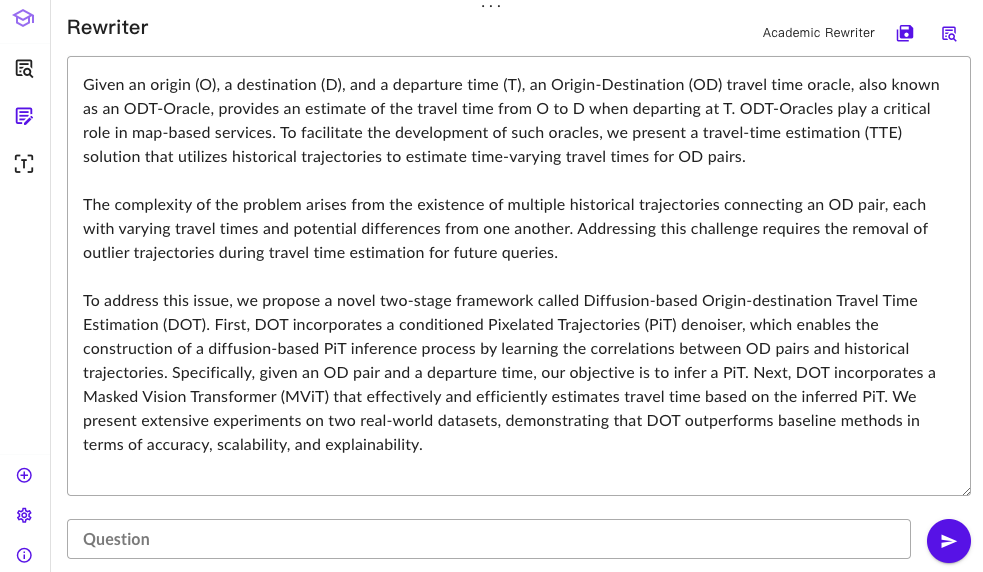 Rewriter
Academic Rewriter
Given an origin (O), a destination (D), and a departure time (T), an Origin-Destination (OD) travel time oracle, also known
as an ODT-Oracle, provides an estimate of the travel time from O to D when departing at T. ODT-Oracles play a critical
role in map-based services. To facilitate the development of such oracles, we present a travel-time estimation (TTE)
solution that utilizes historical trajectories to estimate time-varying travel times for OD pairs.
The complexity of the problem arises from the existence of multiple historical trajectories connecting an OD pair, each
with varying travel times and potential differences from one another. Addressing this challenge requires the removal of
outlier trajectories during travel time estimation for future queries.
To address this issue, we propose a novel two-stage framework called Diffusion-based Origin-destination Travel Time
Estimation (DOT). First, DOT incorporates a conditioned Pixelated Trajectories (PiT) denoiser, which enables the
construction of a diffusion-based PiT inference process by learning the correlations between OD pairs and historical
trajectories. Specifically, given an OD pair and a departure time, our objective is to infer a PiT. Next, DOT incorporates a
Masked Vision Transformer (MViT) that effectively and efficiently estimates travel time based on the inferred PiT. We
present extensive experiments on two real-world datasets, demonstrating that DOT outperforms baseline methods in
terms of accuracy, scalability, and explainability.
Question